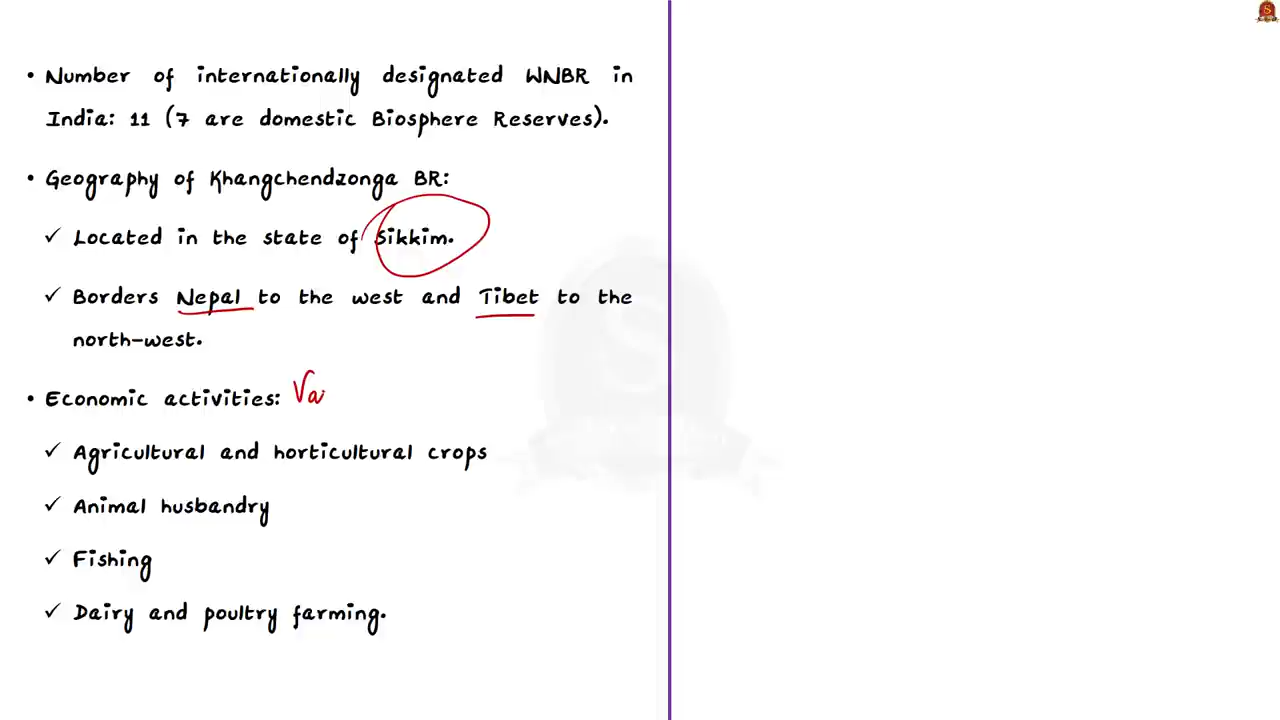 • Number of internationally designated WNBR in
India: 11 (7 are domestic Biosphere Reserves).
• Geography of Khangchendzonga BR:
✓ Located in the state of Sikkim.
✓ Borders Nepal to the west and Tibet to the
north-west.
• Economic activities: Va
✓ Agricultural and horticultural crops
✓ Animal husbandry
✓ Fishing
✓ Dairy and poultry farming.